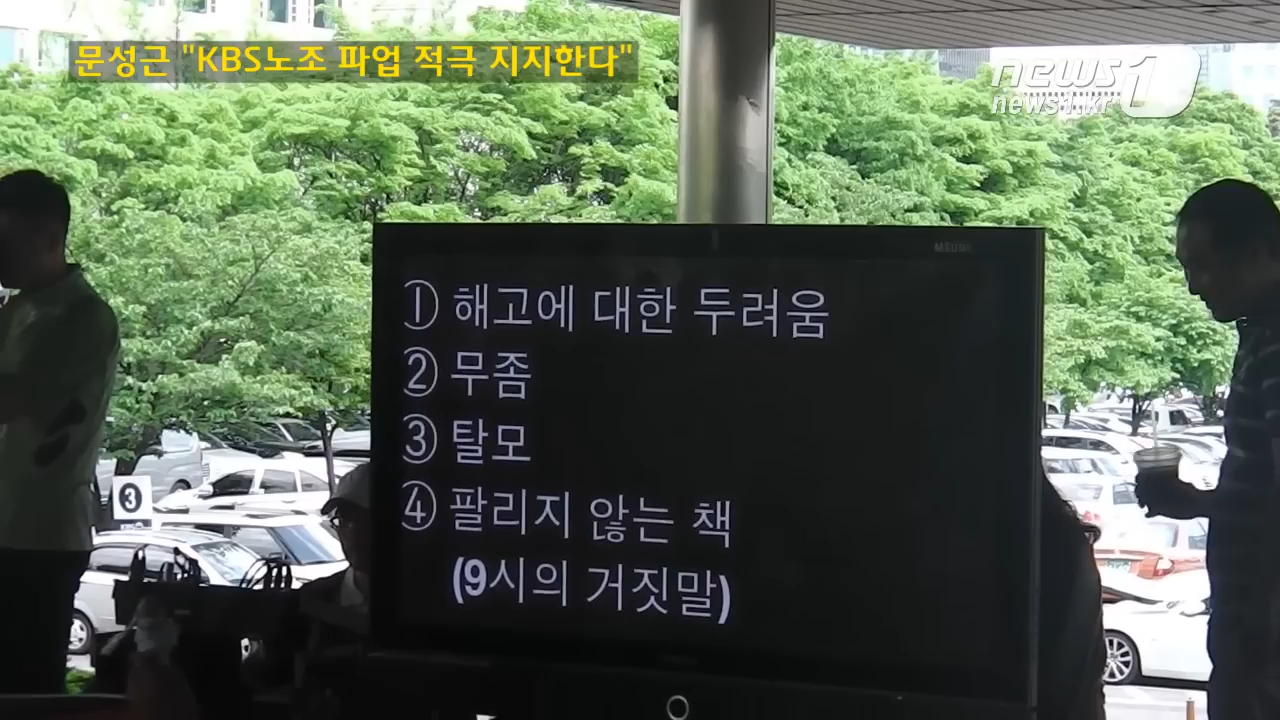 문성근 "KBS노조 파업 적극 지지한다"
news1
news1.kr
① 해고에 대한 두려움
② 무좀
③ 탈모
④ 팔리지 않는 책
(9시의 거짓말)
3